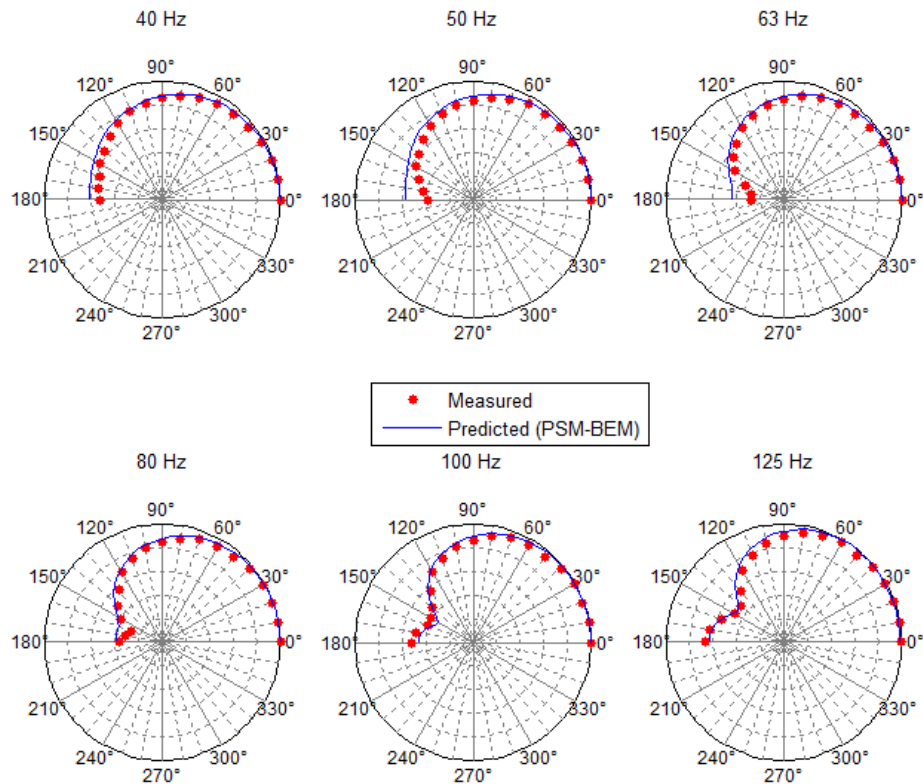 40 Hz 50 Hz 63 Hz
90° 90° 90°
120° 60° 120° 60° 120° 60°
150° 30° 150° 30° 150° 30°
180° 0° 180° 0° 180° 0°
210° 330° 210° 330° 210° 330°
240° 300° 240° 300° 240° 300°
270° 270° 270°
Measured
Predicted (PSM-BEM)
80 Hz 100 Hz 125 Hz
90° 90° 90°
120° 60° 120° 60° 120° 60°
150° 30° 150° 30° 150° 30°
180° 0° 180° 0° 180° 0°
210° 330° 210° 330° 210° 330°
240° 300° 240° 300° 240° 300°
270° 270° 270°